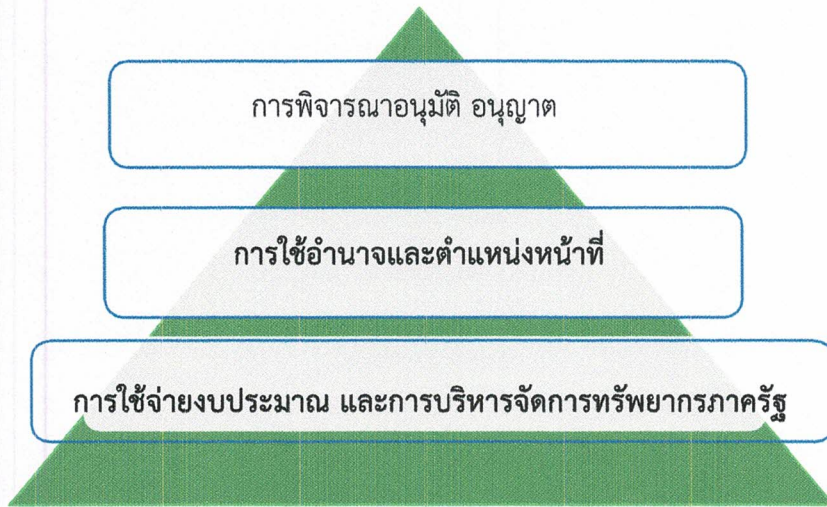 การพิจารณาอนุมัติ อนุญาต
การใช้อำนาจและตำแหน่งหน้าที่
การใช้จ่ายงบประมาณ และการบริหารจัดการทรัพยากรภาครัฐ